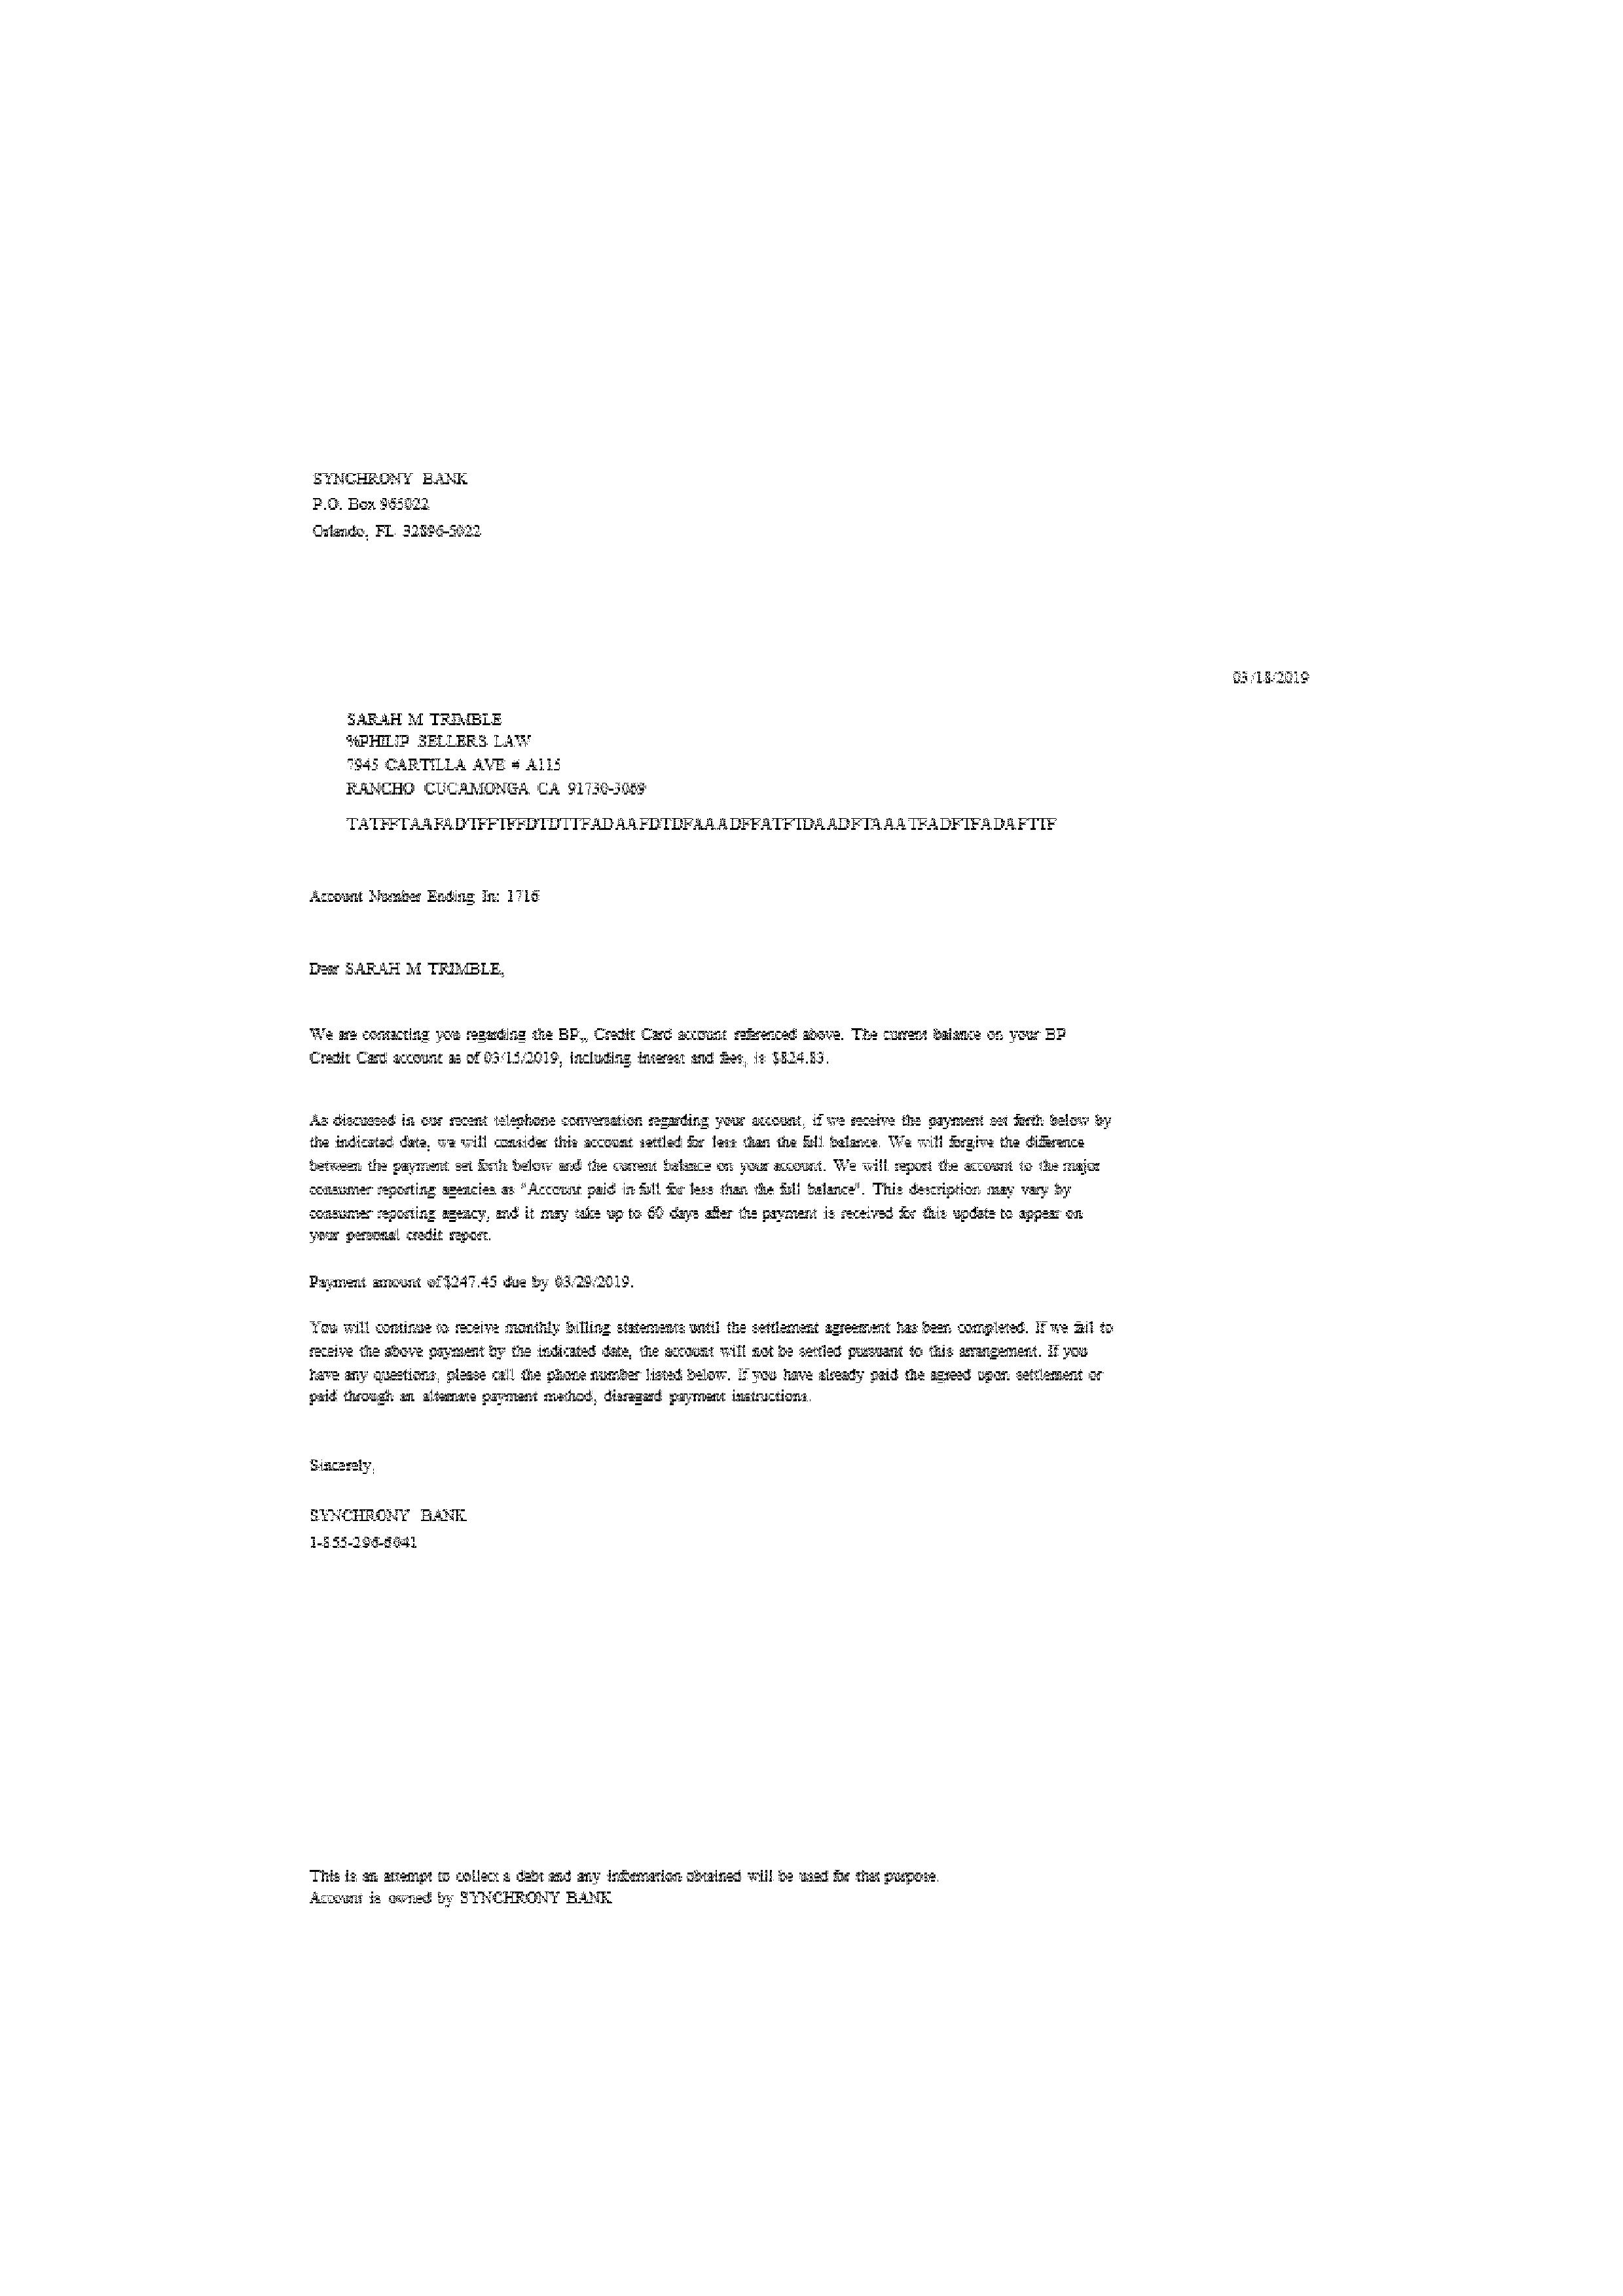 SYNCHRONY BANK
P.O. Box 965022
Orlando, FL 32896-5022
03/18/2019
SARAH M TRIMBLE
%PHILIP SELLERS LAW
7945 CARTILLA AVE # A115
RANCHO CUCAMONGA CA 91730-3069
Account Number Ending In: 1716
Dear SARAH M TRIMBLE,
We are contacting you regarding the BP,, Credit Card account referenced above. The current balance on your BP
Credit Card account as of 03/15/2019, including interest and fees, is $824.83.
As discussed in our recent telephone conversation regarding your account, if we receive the payment set forth below by
the indicated date, we will consider this account settled for less than the full balance. We will forgive the difference
between the payment set forth below and the current balance on your account. We will report the account to the major
consumer reporting agencies as "Account paid in full for less than the full balance". This description may vary by
consumer reporting agency, and it may take up to 60 days after the payment is received for this update to appear on
your personal credit report.
Payment amount of $247.45 due by 03/29/2019.
You will continue to receive monthly billing statements until the settlement agreement has been completed. If we fail to
receive the above payment by the indicated date, the account will not be settled pursuant to this arrangement. If you
have any questions, please call the phone number listed below. If you have already paid the agreed upon settlement or
paid through an alternate payment method, disregard payment instructions.
Sincerely,
SYNCHRONY BANK
1-855-296-6041
This is an attempt to collect a debt and any information obtained will be used for that purpose.
Account is owned by SYNCHRONY BANK